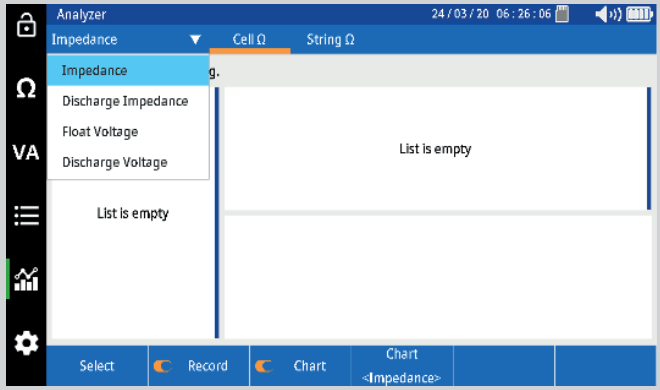 Analyzer
24/03/20 06:26:06
Impedance
Cell Ω
String Ω
Impedance
g.
Discharge Impedance
Float Voltage
Discharge Voltage
Ω
VA
List is empty
List is empty
Select
Record
Chart
Chart
<Impedance>